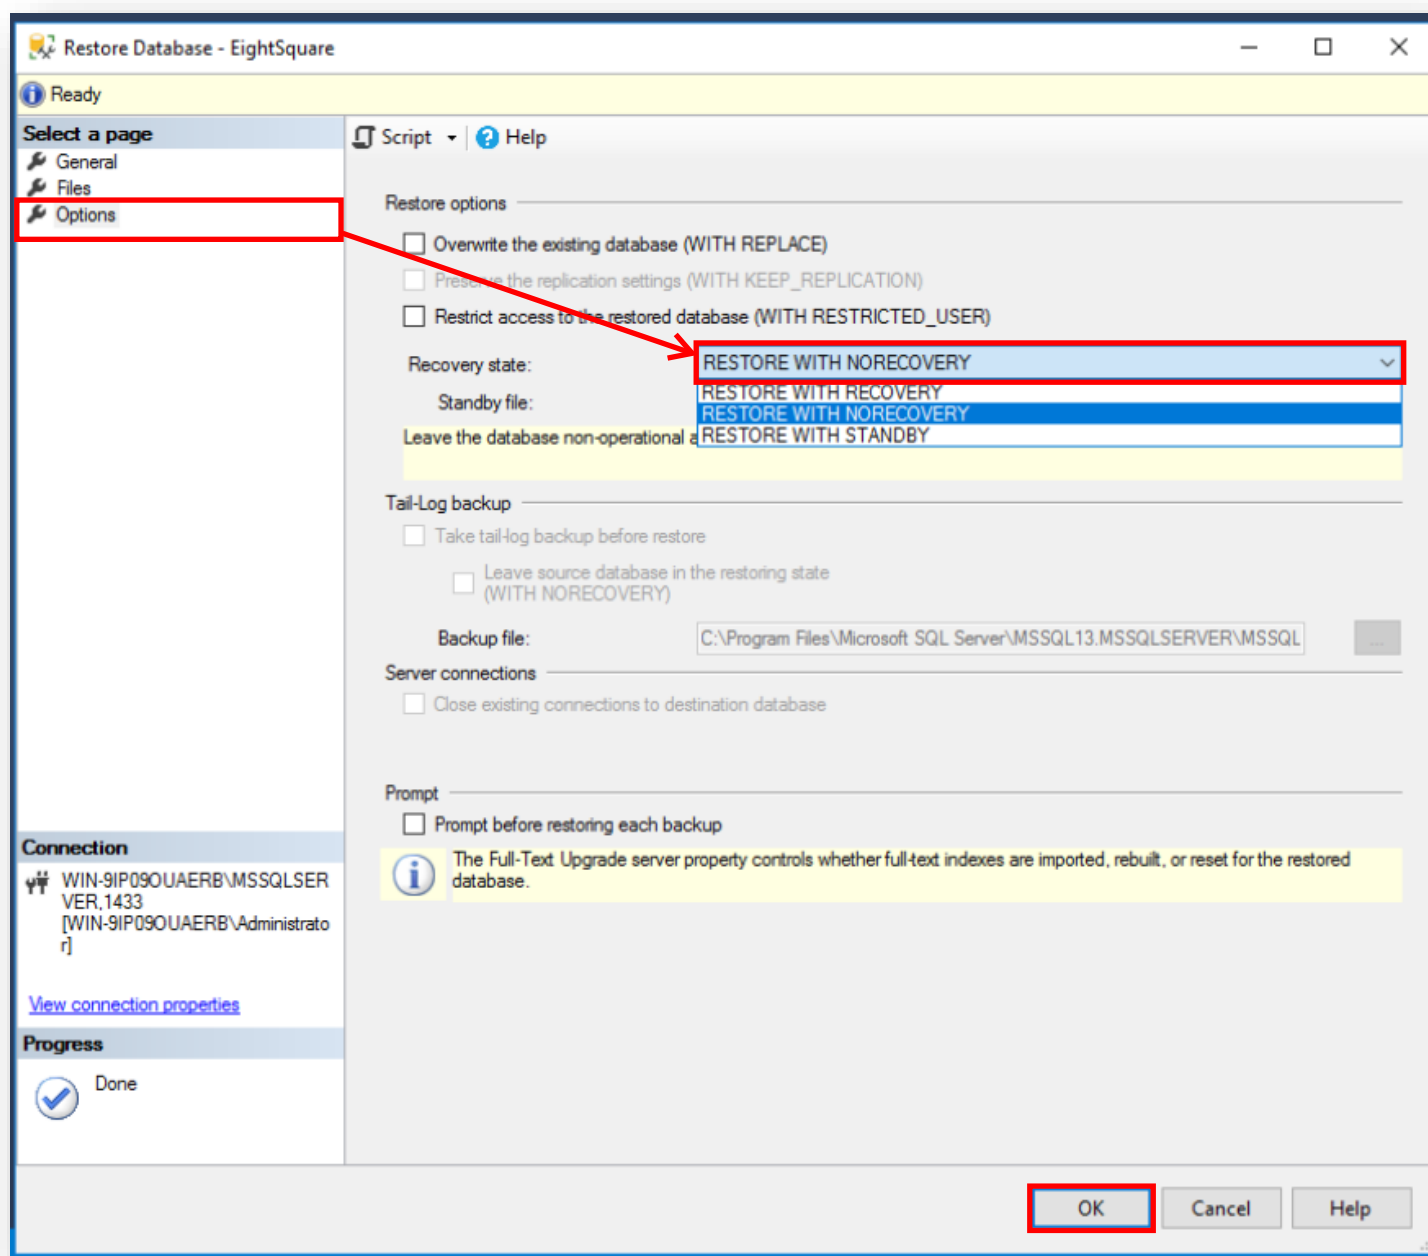 Restore Database - EightSquare
Ready
Select a page
General
Files
Options
Script
Help
Restore options
Overwrite the existing database (WITH REPLACE)
Preserve the replication settings (WITH KEEP_REPLICATION)
Restrict access to the restored database (WITH RESTRICTED_USER)
Recovery state:
RESTORE WITH NORECOVERY
RESTORE WITH RECOVERY
Standby file:
RESTORE WITH NORECOVERY
Leave the database non-operational a
RESTORE WITH STANDBY
Tail-Log backup
Take tail-log backup before restore
Leave source database in the restoring state
(WITH NORECOVERY)
Backup file:
C:\Program Files\Microsoft SQL Server\MSSQL13.MSSQLSERVER\MSSQL
...
Server connections
Close existing connections to destination database
Prompt
Prompt before restoring each backup
The Full-Text Upgrade server property controls whether full-text indexes are imported, rebuilt, or reset for the restored
database.
Connection
WIN-9IP09OUAERB\MSSQLSER
VER,1433
[WIN-9IP09OUAERB\Administrato
r]
View connection properties
Progress
Done
OK
Cancel
Help